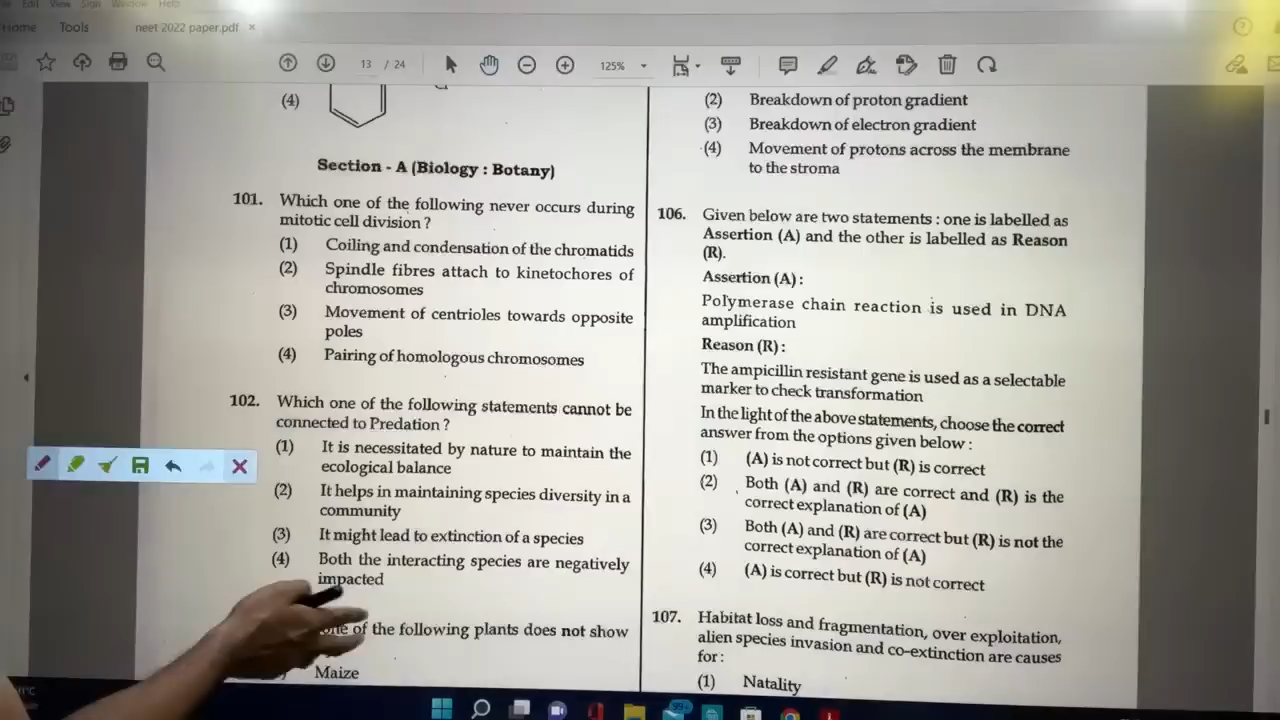 Edit View Sign Window Help
Home Tools neet 2022 paper.pdf ×
13 / 24 125%
(4)
Section - A (Biology : Botany)
101. Which one of the following never occurs during
mitotic cell division ?
(1) Coiling and condensation of the chromatids
(2) Spindle fibres attach to kinetochores of
chromosomes
(3) Movement of centrioles towards opposite
poles
(4) Pairing of homologous chromosomes
102. Which one of the following statements cannot be
connected to Predation ?
(1) It is necessitated by nature to maintain the
ecological balance
(2) It helps in maintaining species diversity in a
community
(3) It might lead to extinction of a species
(4) Both the interacting species are negatively
impacted
one of the following plants does not show
Maize
(2) Breakdown of proton gradient
(3) Breakdown of electron gradient
(4) Movement of protons across the membrane
to the stroma
106. Given below are two statements : one is labelled as
Assertion (A) and the other is labelled as Reason
(R).
Assertion (A) :
Polymerase chain reaction is used in DNA
amplification
Reason (R) :
The ampicillin resistant gene is used as a selectable
marker to check transformation
In the light of the above statements, choose the correct
answer from the options given below :
(1) (A) is not correct but (R) is correct
(2) Both (A) and (R) are correct and (R) is the
correct explanation of (A)
(3) Both (A) and (R) are correct but (R) is not the
correct explanation of (A)
(4) (A) is correct but (R) is not correct
107. Habitat loss and fragmentation, over exploitation,
alien species invasion and co-extinction are causes
for :
(1) Natality
99+